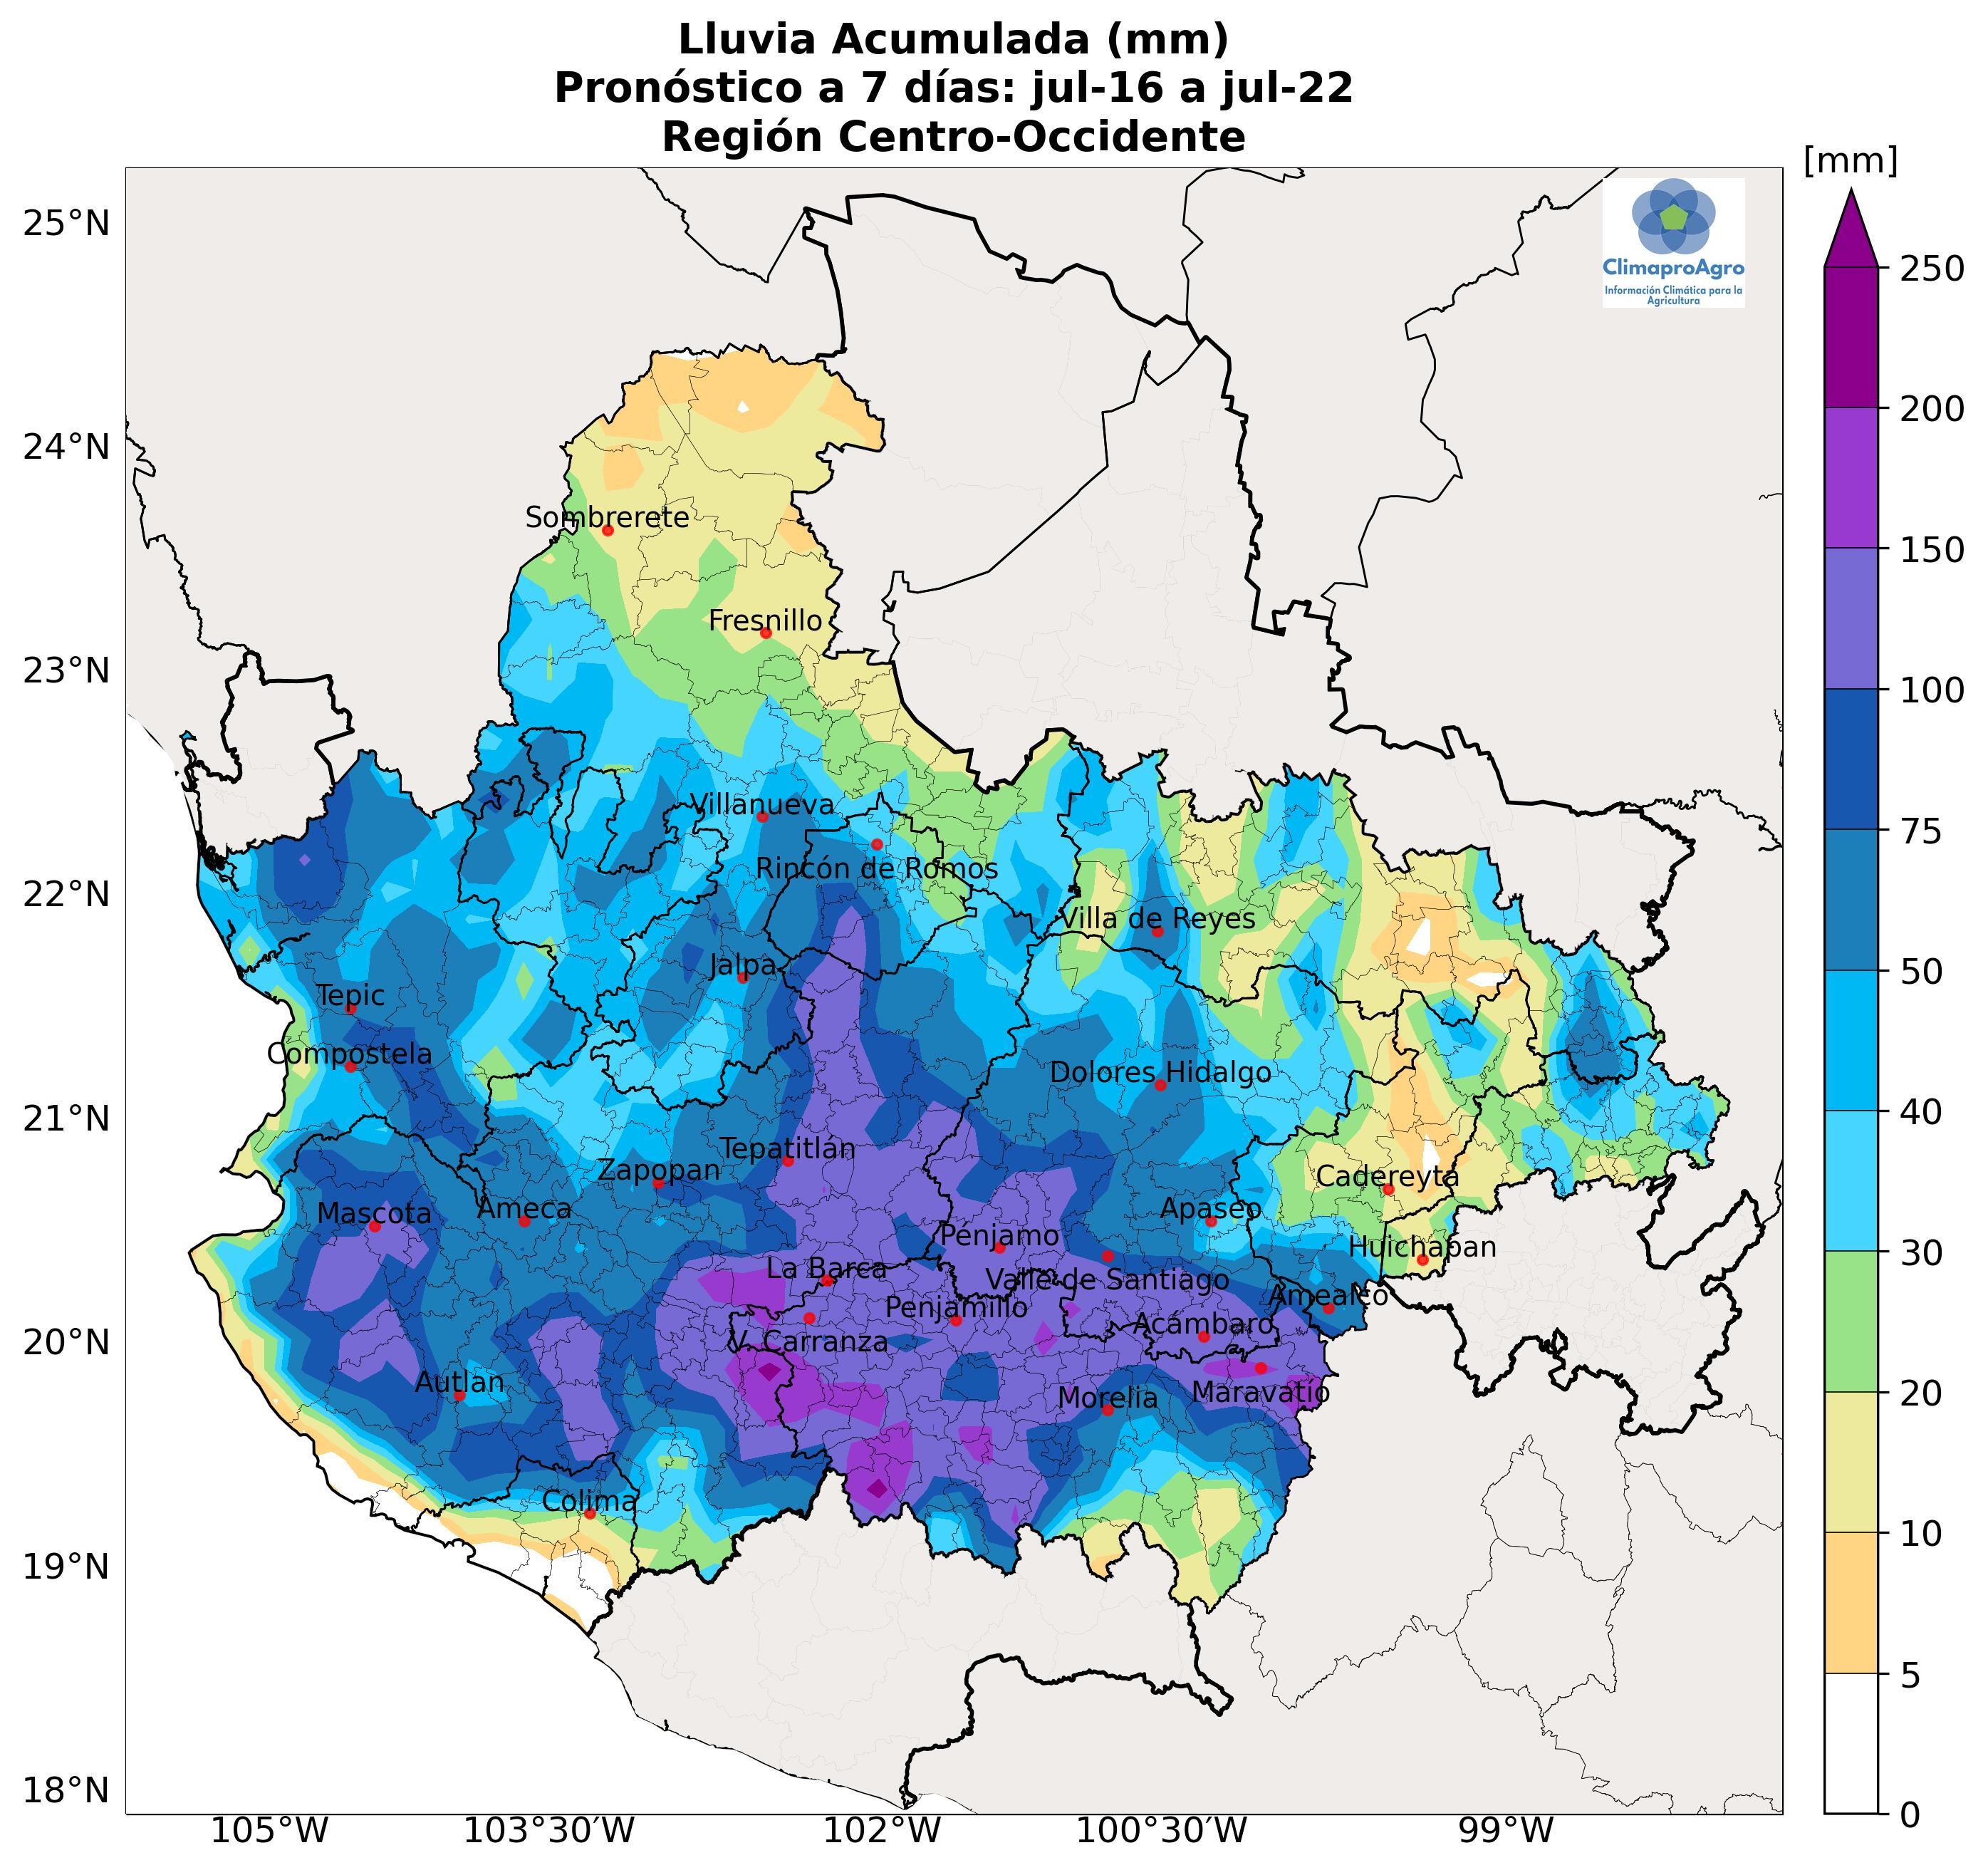 Lluvia Acumulada (mm)
Pronóstico a 7 días: jul-16 a jul-22
Región Centro-Occidente
[mm]
ClimaproAgro
Información Climática para la
Agricultura
25°N
24°N
23°N
22°N
21°N
20°N
19°N
18°N
250
200
150
100
75
50
40
30
20
10
5
0
Sombrerete
Fresnillo
Villanueva
Rincón de Romos
Villa de Reyes
Jalpa
Tepic
Compostela
Dolores Hidalgo
Tepatitlán
Zapopan
Cadereyta
Mascota
Ameca
Apaseo
Pénjamo
Huichapan
La Barca
Valle de Santiago
Amealco
Penjamillo
Acámbaro
V. Carranza
Autlan
Morelia
Maravatío
Colima
105°W
103°30'W
102°W
100°30'W
99°W